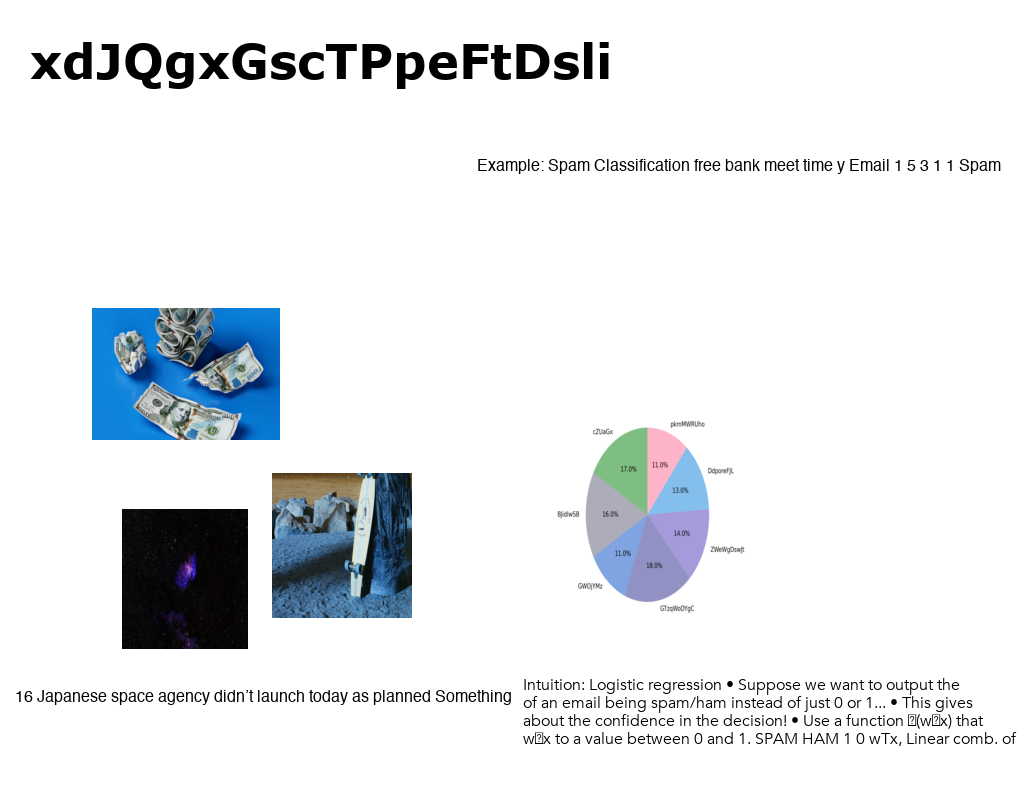 xdJQgxGscTPpeFtDsli
Example: Spam Classification free bank meet time y Email 1 5 3 1 1 Spam
cZUaGx
pkmMWRUho
17.0%
11.0%
DdporeFJL
13.0%
BJidlwSB
16.0%
14.0%
ZWeWgDswJt
11.0%
18.0%
GWOjYMz
GTzqWoDYgC
16 Japanese space agency didn’t launch today as planned Something
Intuition: Logistic regression • Suppose we want to output the
of an email being spam/ham instead of just 0 or 1... • This gives
about the confidence in the decision! • Use a function (wx) that
wx to a value between 0 and 1. SPAM HAM 1 0 wTx, Linear comb. of